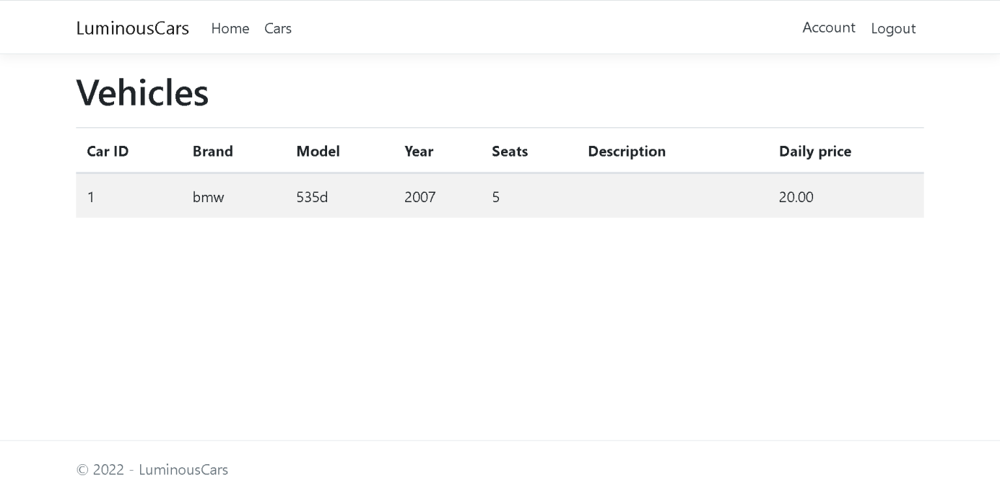 LuminousCars Home Cars Account Logout
Vehicles
Car ID Brand Model Year Seats Description Daily price
1 bmw 535d 2007 5 20.00
© 2022 - LuminousCars